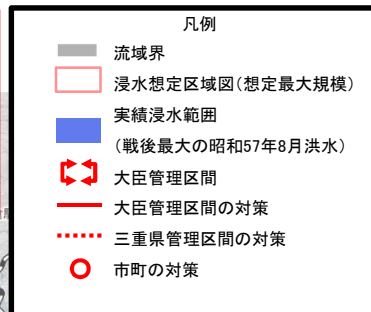 凡例
流域界
浸水想定区域図(想定最大規模)
実績浸水範囲
(戦後最大の昭和57年8月洪水)
大臣管理区間
大臣管理区間の対策
三重県管理区間の対策
市町の対策